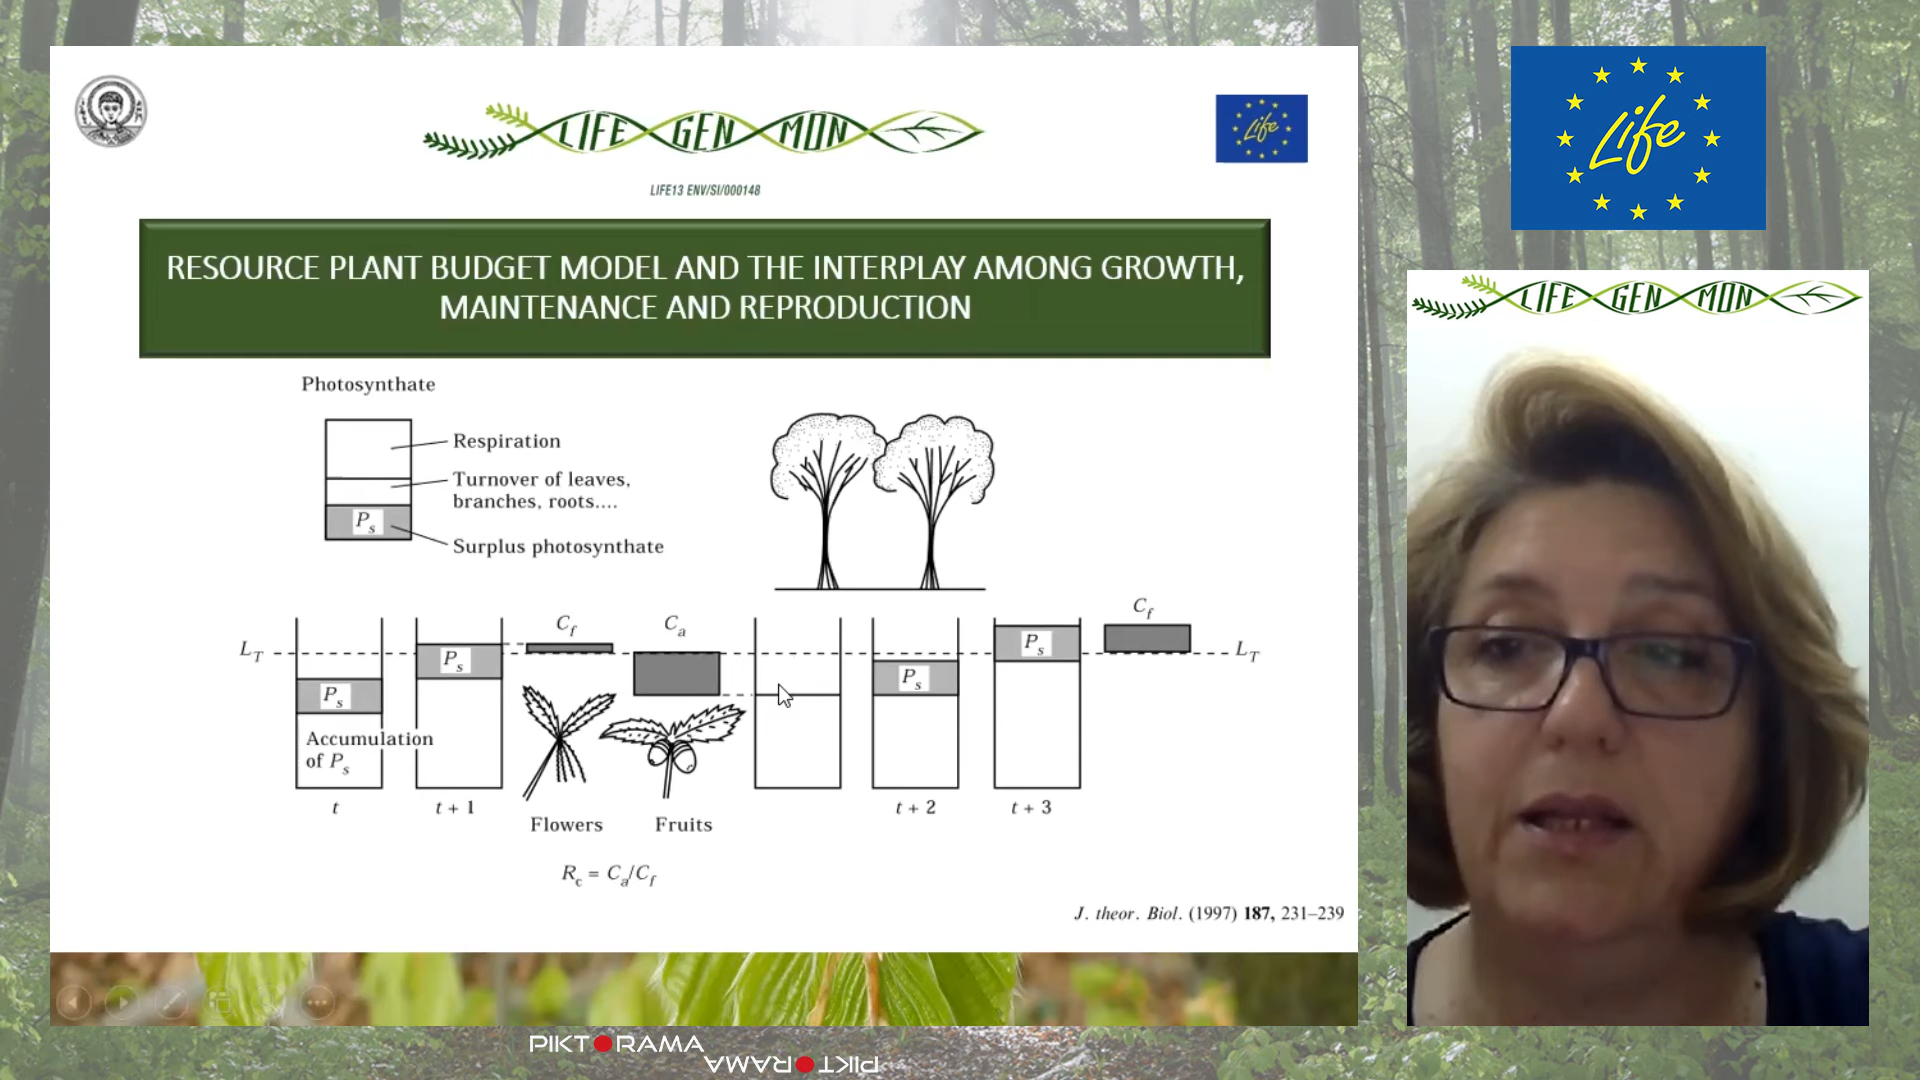 LIFE GEN MON
LIFE13 ENV/SI/000148
Life
RESOURCE PLANT BUDGET MODEL AND THE INTERPLAY AMONG GROWTH,
MAINTENANCE AND REPRODUCTION
Photosynthate
Respiration
Turnover of leaves,
branches, roots....
Ps
Surplus photosynthate
LT
Ps
Accumulation
of Ps
t
Ps
t + 1
Cf
Flowers
Ca
Fruits
Ps
t + 2
Ps
t + 3
Cf
LT
Rc = Ca/Cf
J. theor. Biol. (1997) 187, 231–239
Life
LIFE GEN MON
PIKTORAMA
PIKTORAMA